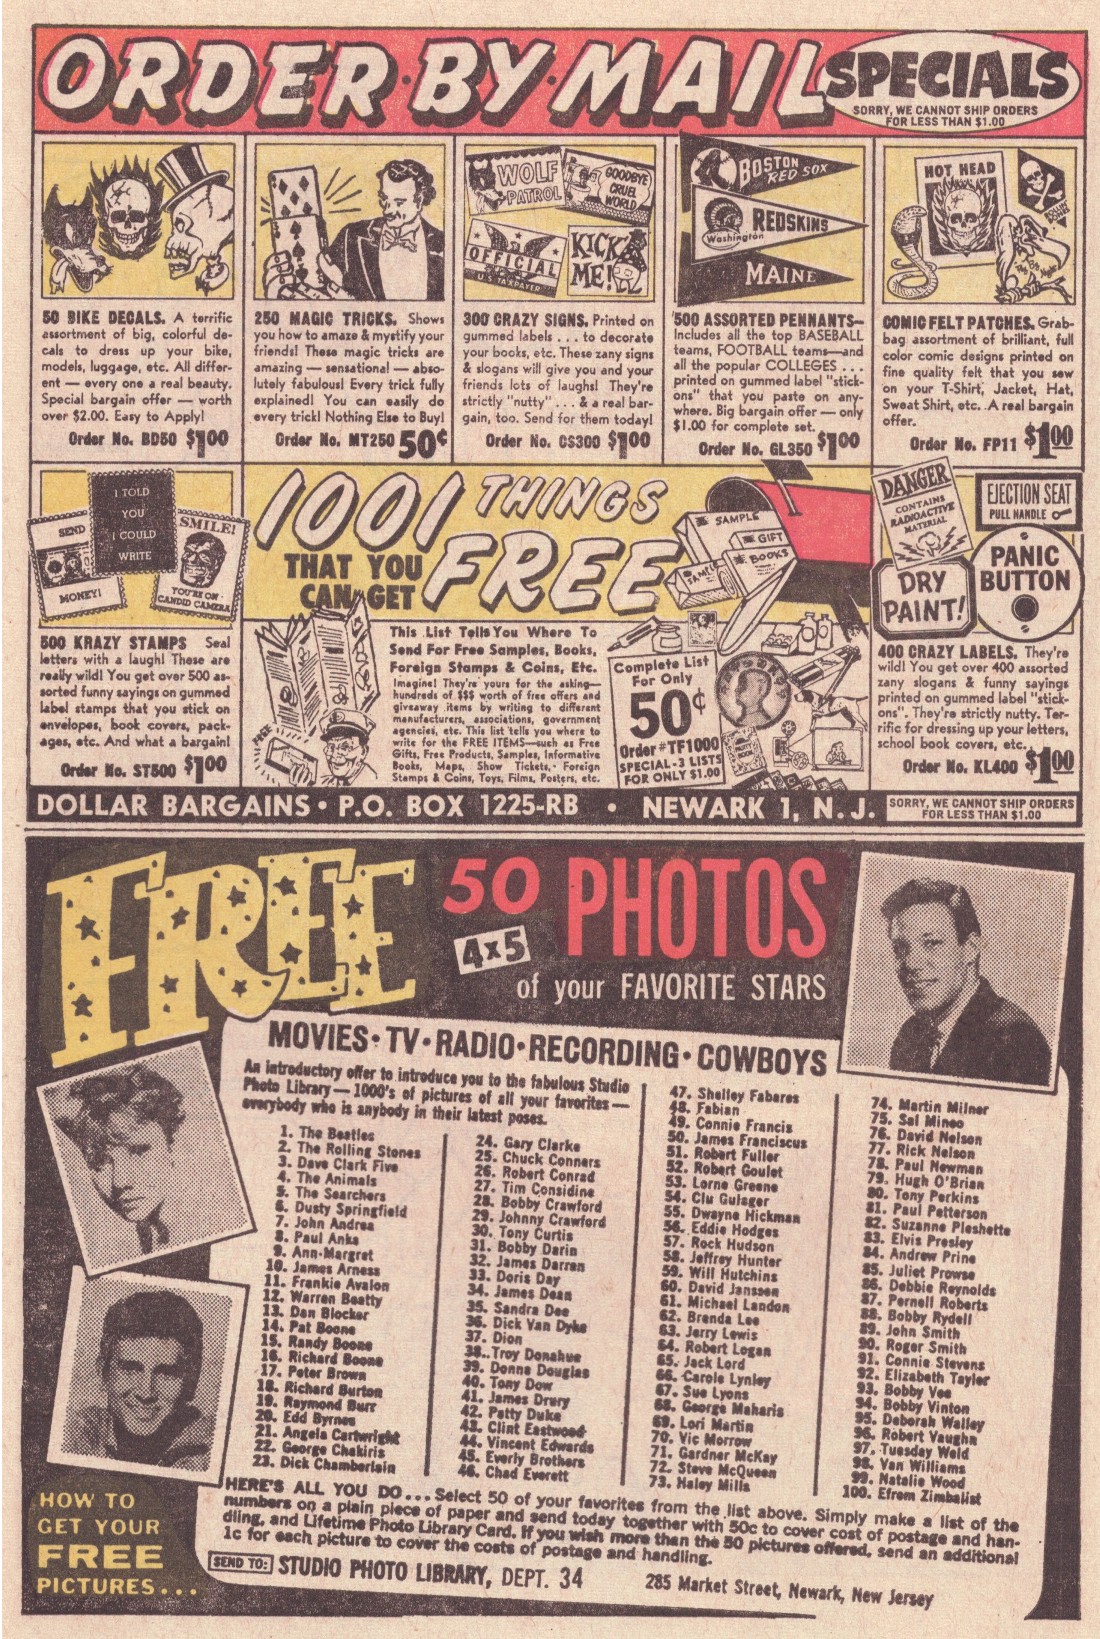 ORDER·BY·MAIL SPECIALS
SORRY, WE CANNOT SHIP ORDERS
FOR LESS THAN $1.00
50 BIKE DECALS. A terrific
assortment of big, colorful de-
cals to dress up your bike,
models, luggage, etc. All differ-
ent — every one a real beauty.
Special bargain offer — worth
over $2.00. Easy to Apply!
Order No. BD50 $1.00
250 MAGIC TRICKS. Shows
you how to amaze & mystify your
friends! These magic tricks are
amazing — sensational! — abso-
lutely fabulous! Every trick fully
explained! You can easily do
every trick! Nothing Else to Buy!
Order No. MT250 50¢
WOLF
PATROL
GOODBYE
CRUEL
WORLD
OFFICIAL
U.S. TAXPAYER
KICK
ME!
300 CRAZY SIGNS. Printed on
gummed labels . . . to decorate
your books, etc. These zany signs
& slogans will give you and your
friends lots of laughs! They're
strictly "nutty" . . . & a real bar-
gain, too. Send for them today!
Order No. CS300 $1.00
BOSTON
RED SOX
REDSKINS
Washington
MAINE
500 ASSORTED PENNANTS—
Includes all the top BASEBALL
teams, FOOTBALL teams—and
all the popular COLLEGES . . .
printed on gummed label "stick-
ons" that you paste on any-
where. Big bargain offer — only
$1.00 for complete set.
Order No. GL350 $1.00
HOT HEAD
COMIC FELT PATCHES. Grab-
bag assortment of brilliant, full
color comic designs printed on
fine quality felt that you sew
on your T-Shirt, Jacket, Hat,
Sweat Shirt, etc. A real bargain
offer.
Order No. FP11 $1.00
I TOLD
YOU
I COULD
WRITE
SEND
MONEY!
SMILE!
YOU'RE ON
CANDID CAMERA
500 KRAZY STAMPS Seal
letters with a laugh! These are
really wild! You get over 500 as-
sorted funny sayings on gummed
label stamps that you stick on
envelopes, book covers, pack-
ages, etc. And what a bargain!
Order No. ST500 $1.00
1001 THINGS
THAT YOU
CAN GET
FREE
SAMPLE
GIFT
BOOKS
This List Tells You Where To
Send For Free Samples, Books,
Foreign Stamps & Coins, Etc.
Imagine! They're yours for the asking—
hundreds of $$$ worth of free offers and
giveaway items by writing to different
manufacturers, associations, government
agencies, etc. This list tells you where to
write for the FREE ITEMS—such as Free
Gifts, Free Products, Samples, Informative
Books, Maps, Show Tickets, Foreign
Stamps & Coins, Toys, Films, Posters, etc.
Complete List
For Only
50¢
Order #TF1000
SPECIAL-3 LISTS
FOR ONLY $1.00
DANGER
CONTAINS
RADIOACTIVE
MATERIAL
EJECTION SEAT
PULL HANDLE
DRY
PAINT!
PANIC
BUTTON
400 CRAZY LABELS. They're
wild! You get over 400 assorted
zany slogans & funny sayings
printed on gummed label "stick-
ons". They're strictly nutty. Ter-
rific for dressing up your letters,
school book covers, etc.
Order No. KL400 $1.00
DOLLAR BARGAINS • P.O. BOX 1225-RB • NEWARK 1, N. J.
SORRY, WE CANNOT SHIP ORDERS
FOR LESS THAN $1.00
FREE 50 PHOTOS
4x5
of your FAVORITE STARS
MOVIES·TV·RADIO·RECORDING·COWBOYS
An introductory offer to introduce you to the fabulous Studio
Photo Library — 1000's of pictures of all your favorites —
everybody who is anybody in their latest poses.
1. The Beatles
2. The Rolling Stones
3. Dave Clark Five
4. The Animals
5. The Searchers
6. Dusty Springfield
7. John Andrea
8. Paul Anka
9. Ann-Margret
10. James Arness
11. Frankie Avalon
12. Warren Beatty
13. Dan Blocker
14. Pat Boone
15. Randy Boone
16. Richard Boone
17. Peter Brown
18. Richard Burton
19. Raymond Burr
20. Edd Byrnes
21. Angela Cartwright
22. George Chakiris
23. Dick Chamberlain
24. Gary Clarke
25. Chuck Conners
26. Robert Conrad
27. Tim Considine
28. Bobby Crawford
29. Johnny Crawford
30. Tony Curtis
31. Bobby Darin
32. James Darren
33. Doris Day
34. James Dean
35. Sandra Dee
36. Dick Van Dyke
37. Dion
38. Troy Donahue
39. Donna Douglas
40. Tony Dow
41. James Drury
42. Patty Duke
43. Clint Eastwood
44. Vincent Edwards
45. Everly Brothers
46. Chad Everett
47. Shelley Fabares
48. Fabian
49. Connie Francis
50. James Franciscus
51. Robert Fuller
52. Robert Goulet
53. Lorne Greene
54. Clu Gulager
55. Dwayne Hickman
56. Eddie Hodges
57. Rock Hudson
58. Jeffrey Hunter
59. Will Hutchins
60. David Janssen
61. Michael Landon
62. Brenda Lee
63. Jerry Lewis
64. Robert Logan
65. Jack Lord
66. Carole Lynley
67. Sue Lyons
68. George Maharis
69. Lori Martin
70. Vic Morrow
71. Gardner McKay
72. Steve McQueen
73. Haley Mills
74. Martin Milner
75. Sal Mineo
76. David Nelson
77. Rick Nelson
78. Paul Newman
79. Hugh O'Brian
80. Tony Perkins
81. Paul Petterson
82. Suzanne Pleshette
83. Elvis Presley
84. Andrew Prine
85. Juliet Prowse
86. Debbie Reynolds
87. Pernell Roberts
88. Bobby Rydell
89. John Smith
90. Roger Smith
91. Connie Stevens
92. Elizabeth Tayler
93. Bobby Vee
94. Bobby Vinton
95. Deborah Walley
96. Robert Vaughn
97. Tuesday Weld
98. Van Williams
99. Natalie Wood
100. Efrem Zimbalist
HERE'S ALL YOU DO . . . Select 50 of your favorites from the list above. Simply make a list of the
numbers on a plain piece of paper and send today together with 50c to cover cost of postage and han-
dling, and Lifetime Photo Library Card. If you wish more than the 50 pictures offered, send an additional
1c for each picture to cover the costs of postage and handling.
HOW TO
GET YOUR
FREE
PICTURES...
SEND TO: STUDIO PHOTO LIBRARY, DEPT. 34 285 Market Street, Newark, New Jersey